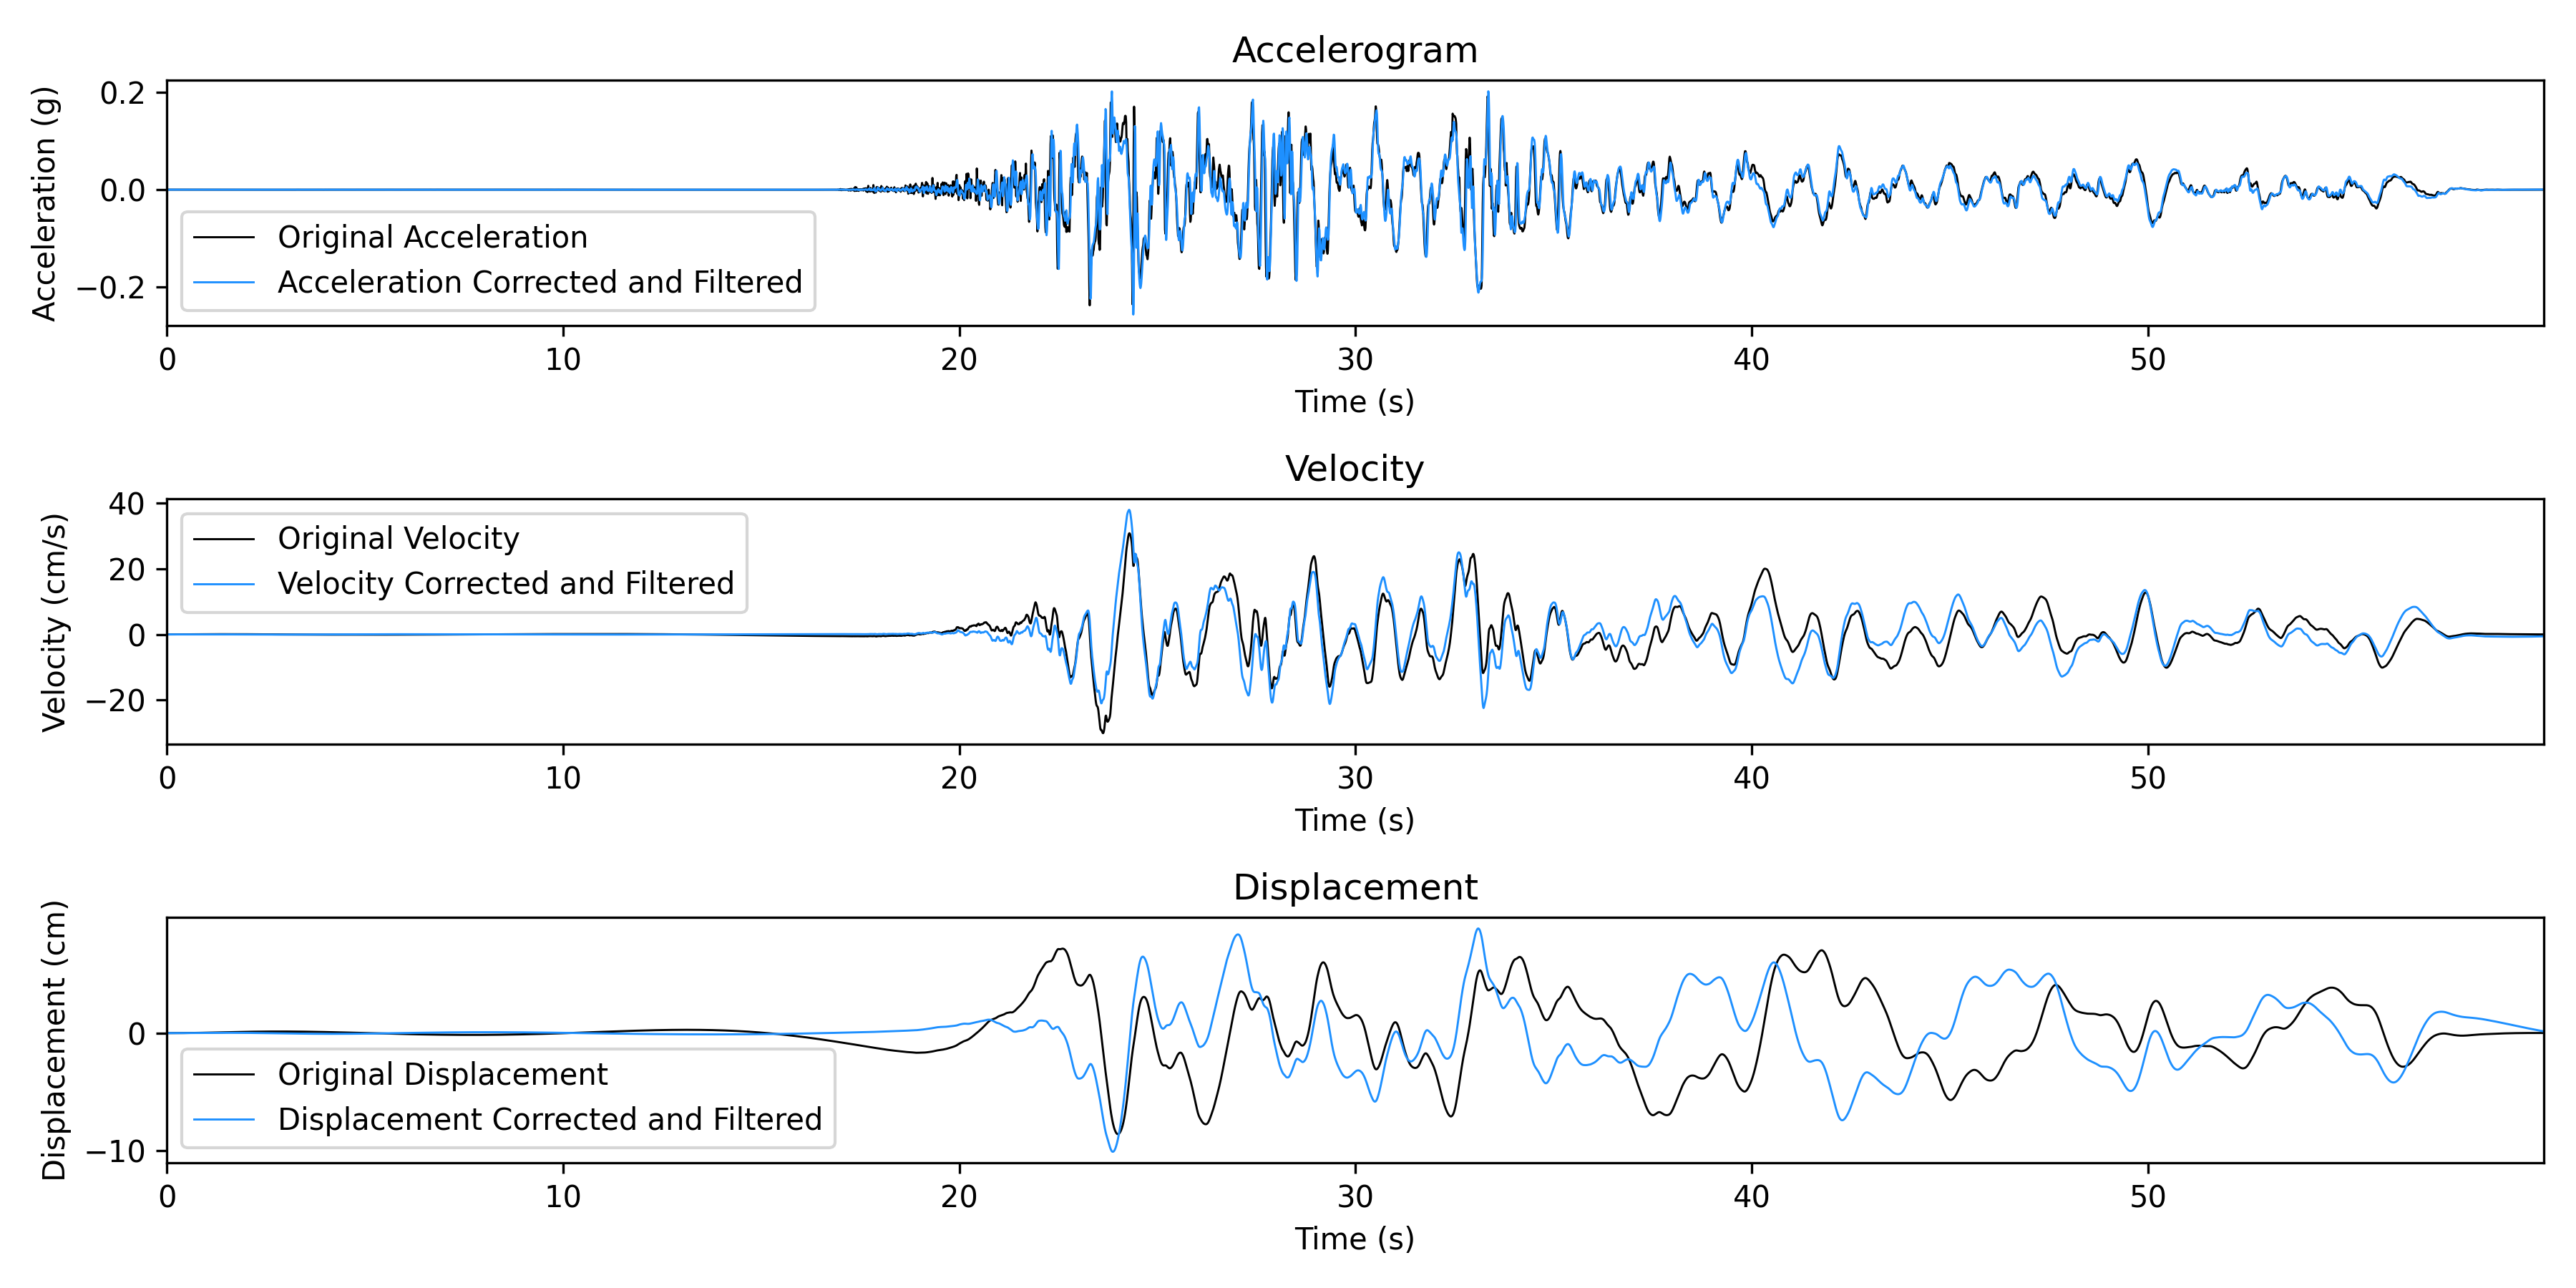 Accelerogram
Acceleration (g)
0.2
0.0
−0.2
Original Acceleration
Acceleration Corrected and Filtered
0 10 20 30 40 50
Time (s)
Velocity
Velocity (cm/s)
40
20
0
−20
Original Velocity
Velocity Corrected and Filtered
0 10 20 30 40 50
Time (s)
Displacement
Displacement (cm)
0
−10
Original Displacement
Displacement Corrected and Filtered
0 10 20 30 40 50
Time (s)